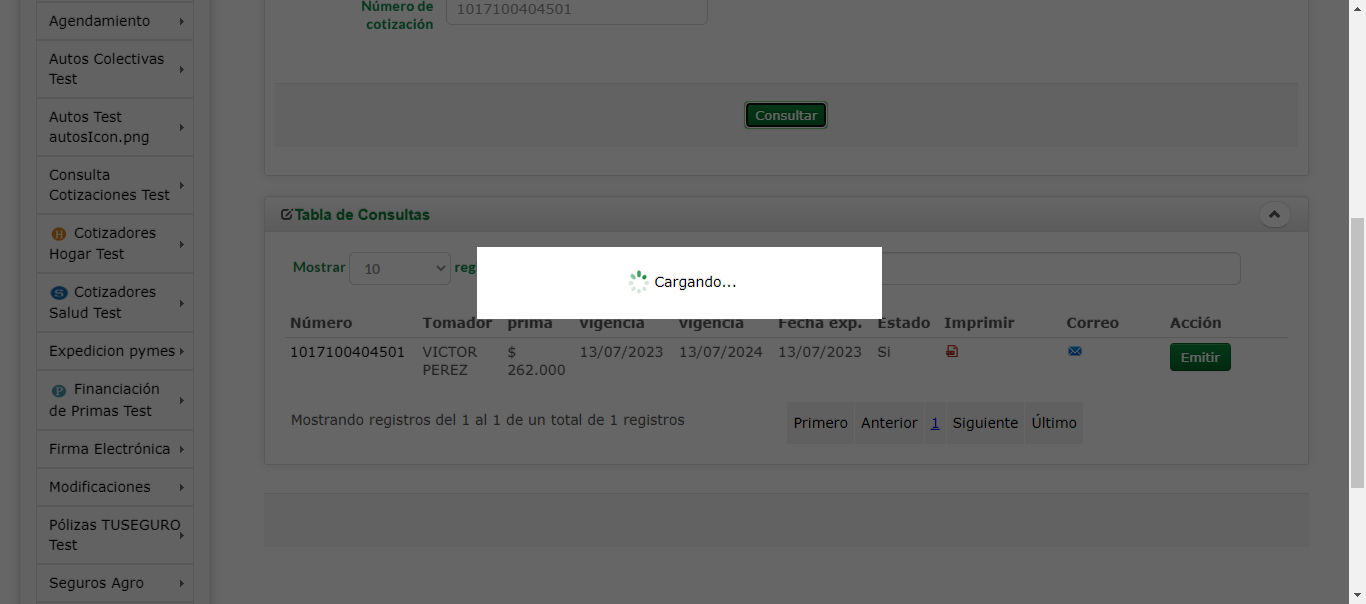 Agendamiento
Autos Colectivas
Test
Autos Test
autosIcon.png
Consulta
Cotizaciones Test
H Cotizadores
Hogar Test
S Cotizadores
Salud Test
Expedicion pymes
P Financiación
de Primas Test
Firma Electrónica
Modificaciones
Pólizas TUSEGURO
Test
Seguros Agro
Número de
cotización
1017100404501
Consultar
Tabla de Consultas
Mostrar 10
Cargando...
Número Tomador prima vigencia vigencia Fecha exp. Estado Imprimir Correo Acción
1017100404501 VICTOR $ 13/07/2023 13/07/2024 13/07/2023 Si Emitir
PEREZ 262.000
Mostrando registros del 1 al 1 de un total de 1 registros
Primero Anterior 1 Siguiente Último